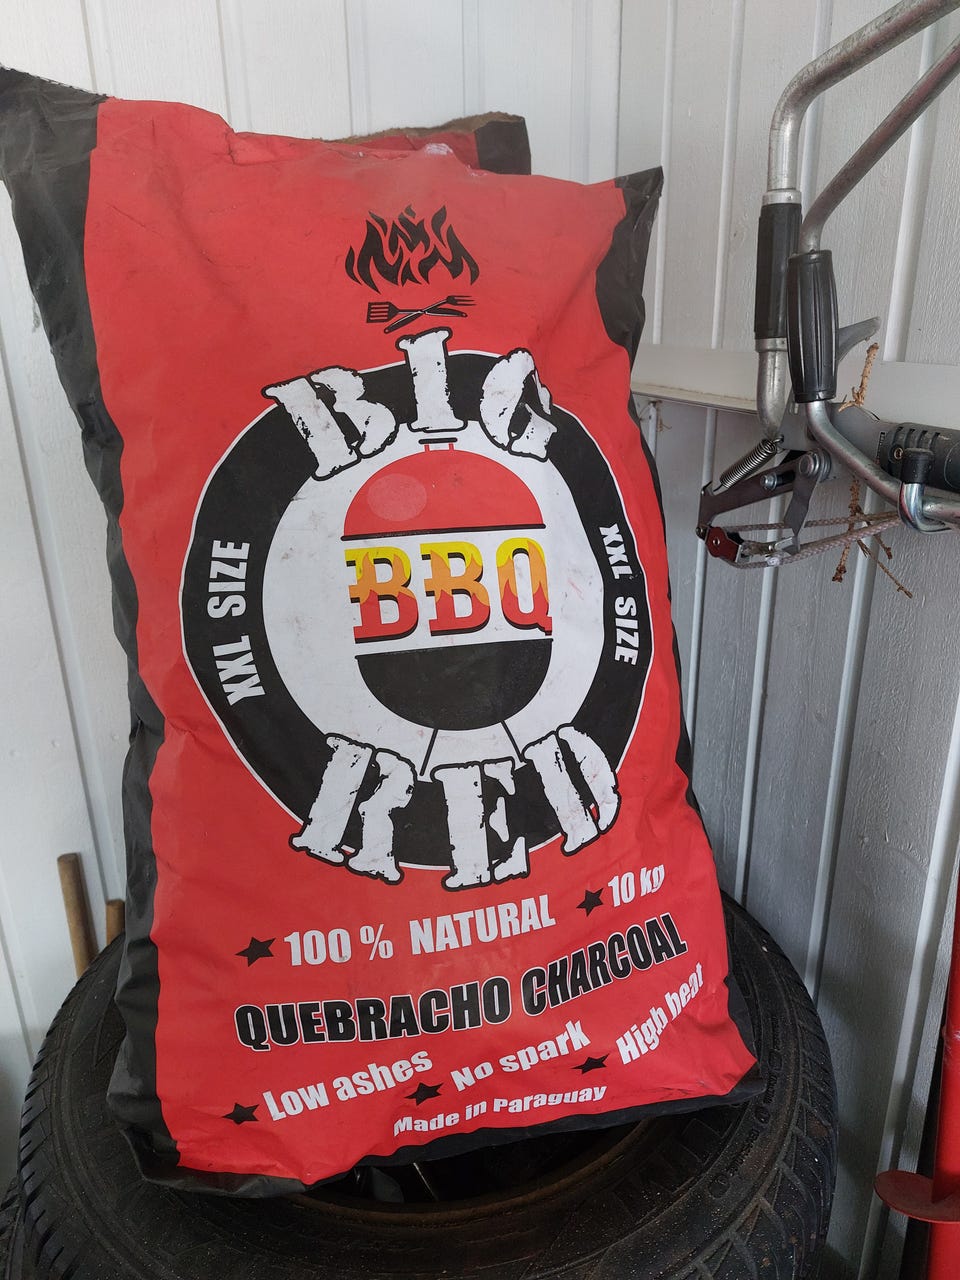 BIG
BBQ
XXL SIZE
XXL SIZE
RED
100 % NATURAL ★ 10 kg
QUEBRACHO CHARCOAL
Low ashes ★ No spark ★ High heat
Made in Paraguay